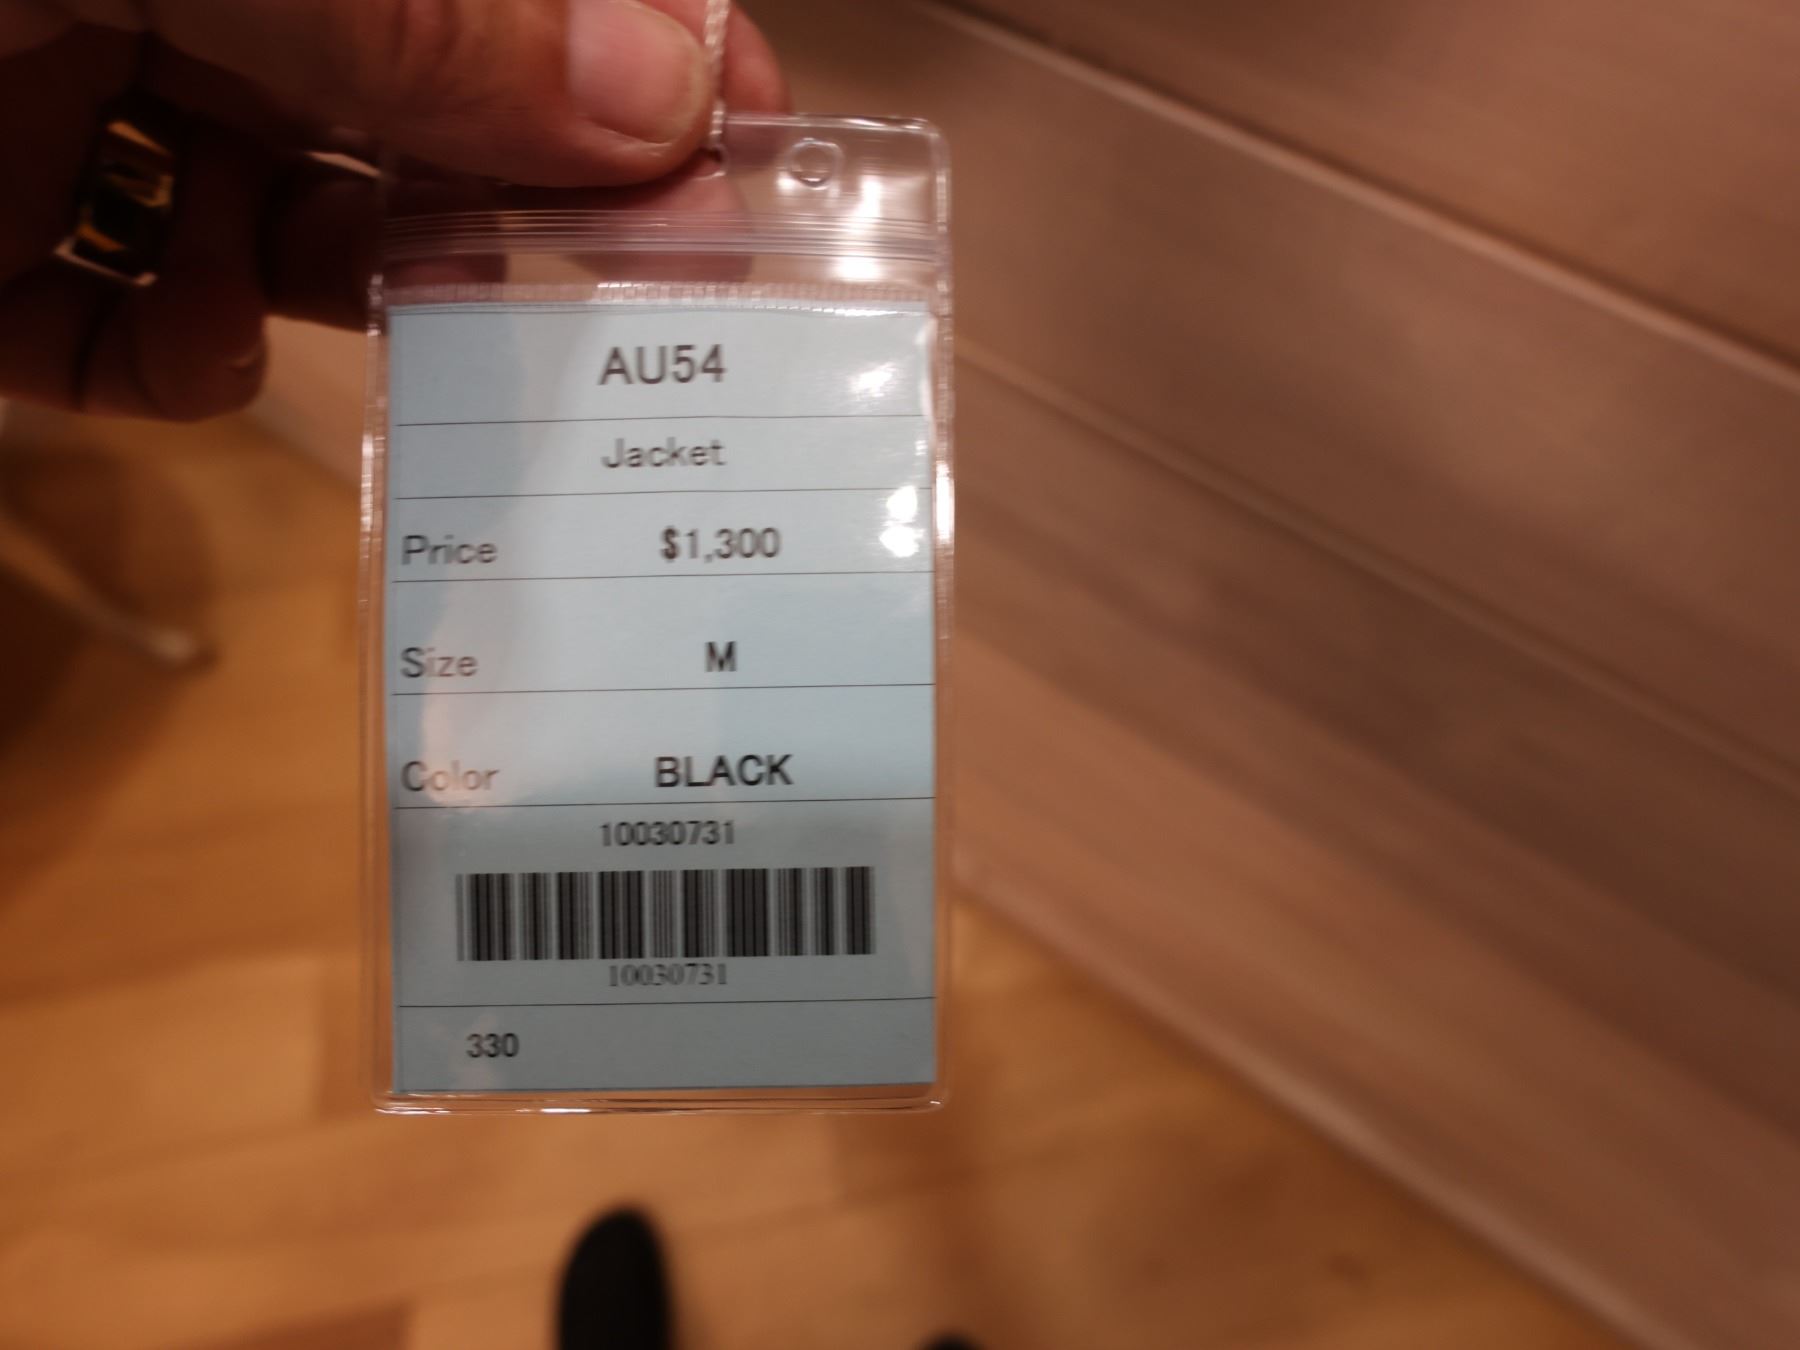 AU54
Jacket
Price $1,300
Size M
Color BLACK
10030731
10030731
330